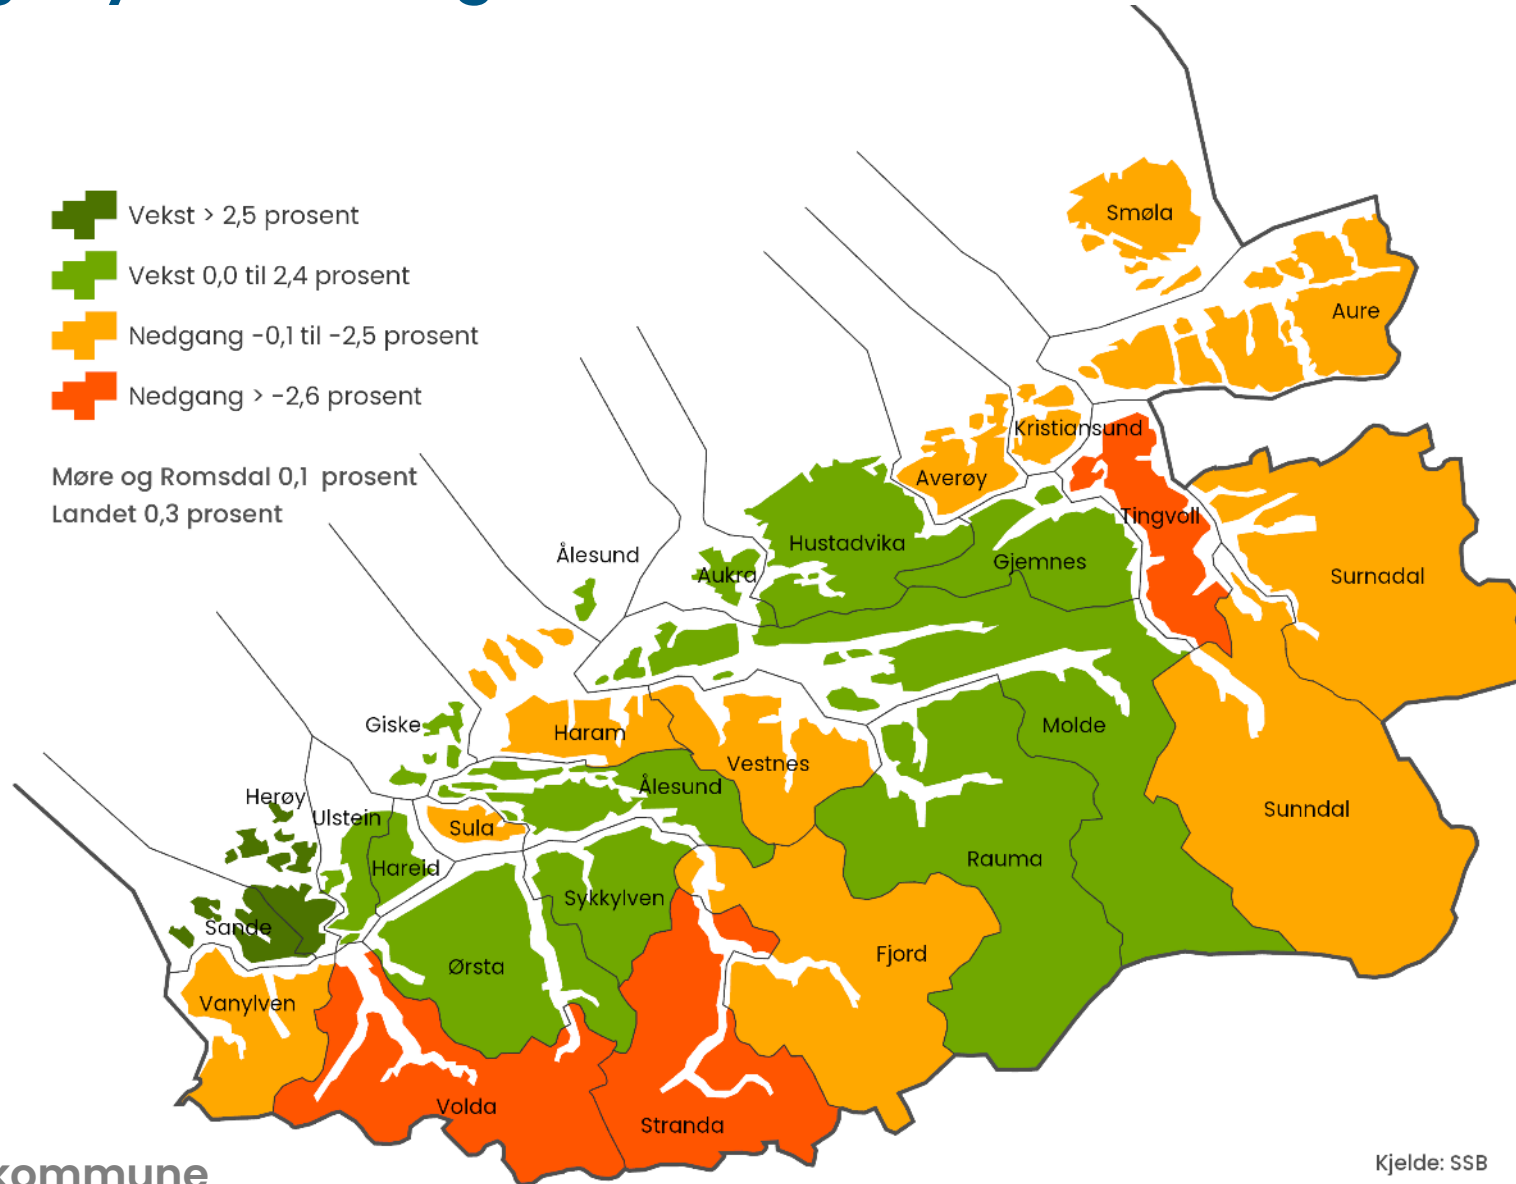 Vekst > 2,5 prosent
Vekst 0,0 til 2,4 prosent
Nedgang -0,1 til -2,5 prosent
Nedgang > -2,6 prosent
Møre og Romsdal 0,1 prosent
Landet 0,3 prosent
Smøla
Aure
Kristiansund
Averøy
Tingvoll
Hustadvika
Ålesund
Gjemnes
Aukra
Surnadal
Giske
Haram
Molde
Vestnes
Ålesund
Herøy
Ulstein
Sula
Sunndal
Hareid
Rauma
Sykkylven
Sande
Fjord
Ørsta
Vanylven
Volda
Stranda
Kjelde: SSB
kommune